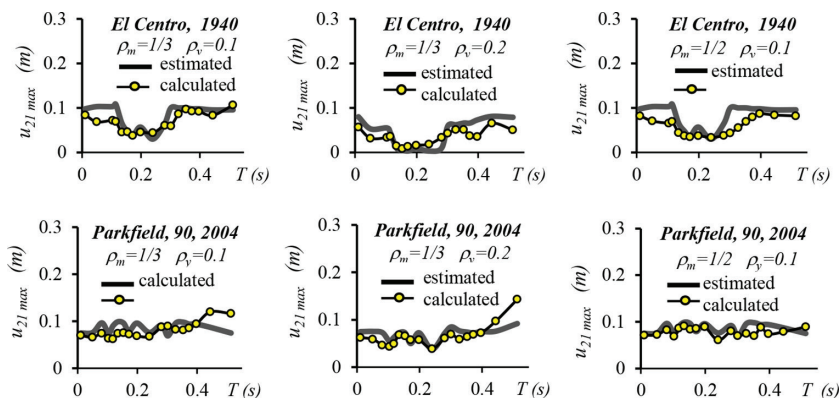 El Centro, 1940
ρm=1/3 ρv=0.1
estimated
calculated
u21 max (m)
0.3
0.2
0.1
0
0 0.2 0.4 T (s)
El Centro, 1940
ρm=1/3 ρv=0.2
estimated
calculated
u21 max (m)
0.3
0.2
0.1
0
0 0.2 0.4 T (s)
El Centro, 1940
ρm=1/2 ρv=0.1
estimated
u21 max (m)
0.3
0.2
0.1
0
0 0.2 0.4 T (s)
Parkfield, 90, 2004
ρm=1/3 ρv=0.1
calculated
u21 max (m)
0.3
0.2
0.1
0
0 0.2 0.4 T (s)
Parkfield, 90, 2004
ρm=1/3 ρv=0.2
estimated
calculated
u21 max (m)
0.3
0.2
0.1
0
0 0.2 0.4 T (s)
Parkfield, 90, 2004
ρm=1/2 ρv=0.1
estimated
calculated
u21 max (m)
0.3
0.2
0.1
0
0 0.2 0.4 T (s)